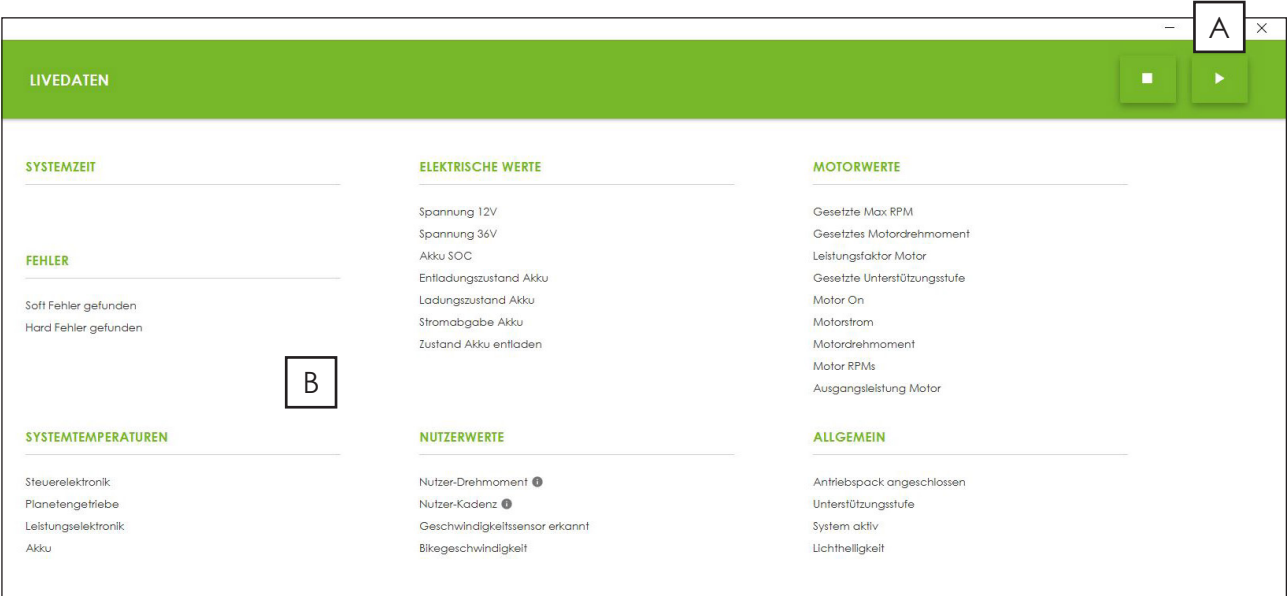 A
LIVEDATEN
SYSTEMZEIT
FEHLER
Soft Fehler gefunden
Hard Fehler gefunden
B
ELEKTRISCHE WERTE
Spannung 12V
Spannung 36V
Akku SOC
Entladungszustand Akku
Ladungszustand Akku
Stromabgabe Akku
Zustand Akku entladen
MOTORWERTE
Gesetzte Max RPM
Gesetztes Motordrehmoment
Leistungsfaktor Motor
Gesetzte Unterstützungsstufe
Motor On
Motorstrom
Motordrehmoment
Motor RPMs
Ausgangsleistung Motor
SYSTEMTEMPERATUREN
Steuerelektronik
Planetengetriebe
Leistungselektronik
Akku
NUTZERWERTE
Nutzer-Drehmoment
Nutzer-Kadenz
Geschwindigkeitssensor erkannt
Bikegeschwindigkeit
ALLGEMEIN
Antriebspack angeschlossen
Unterstützungsstufe
System aktiv
Lichthelligkeit